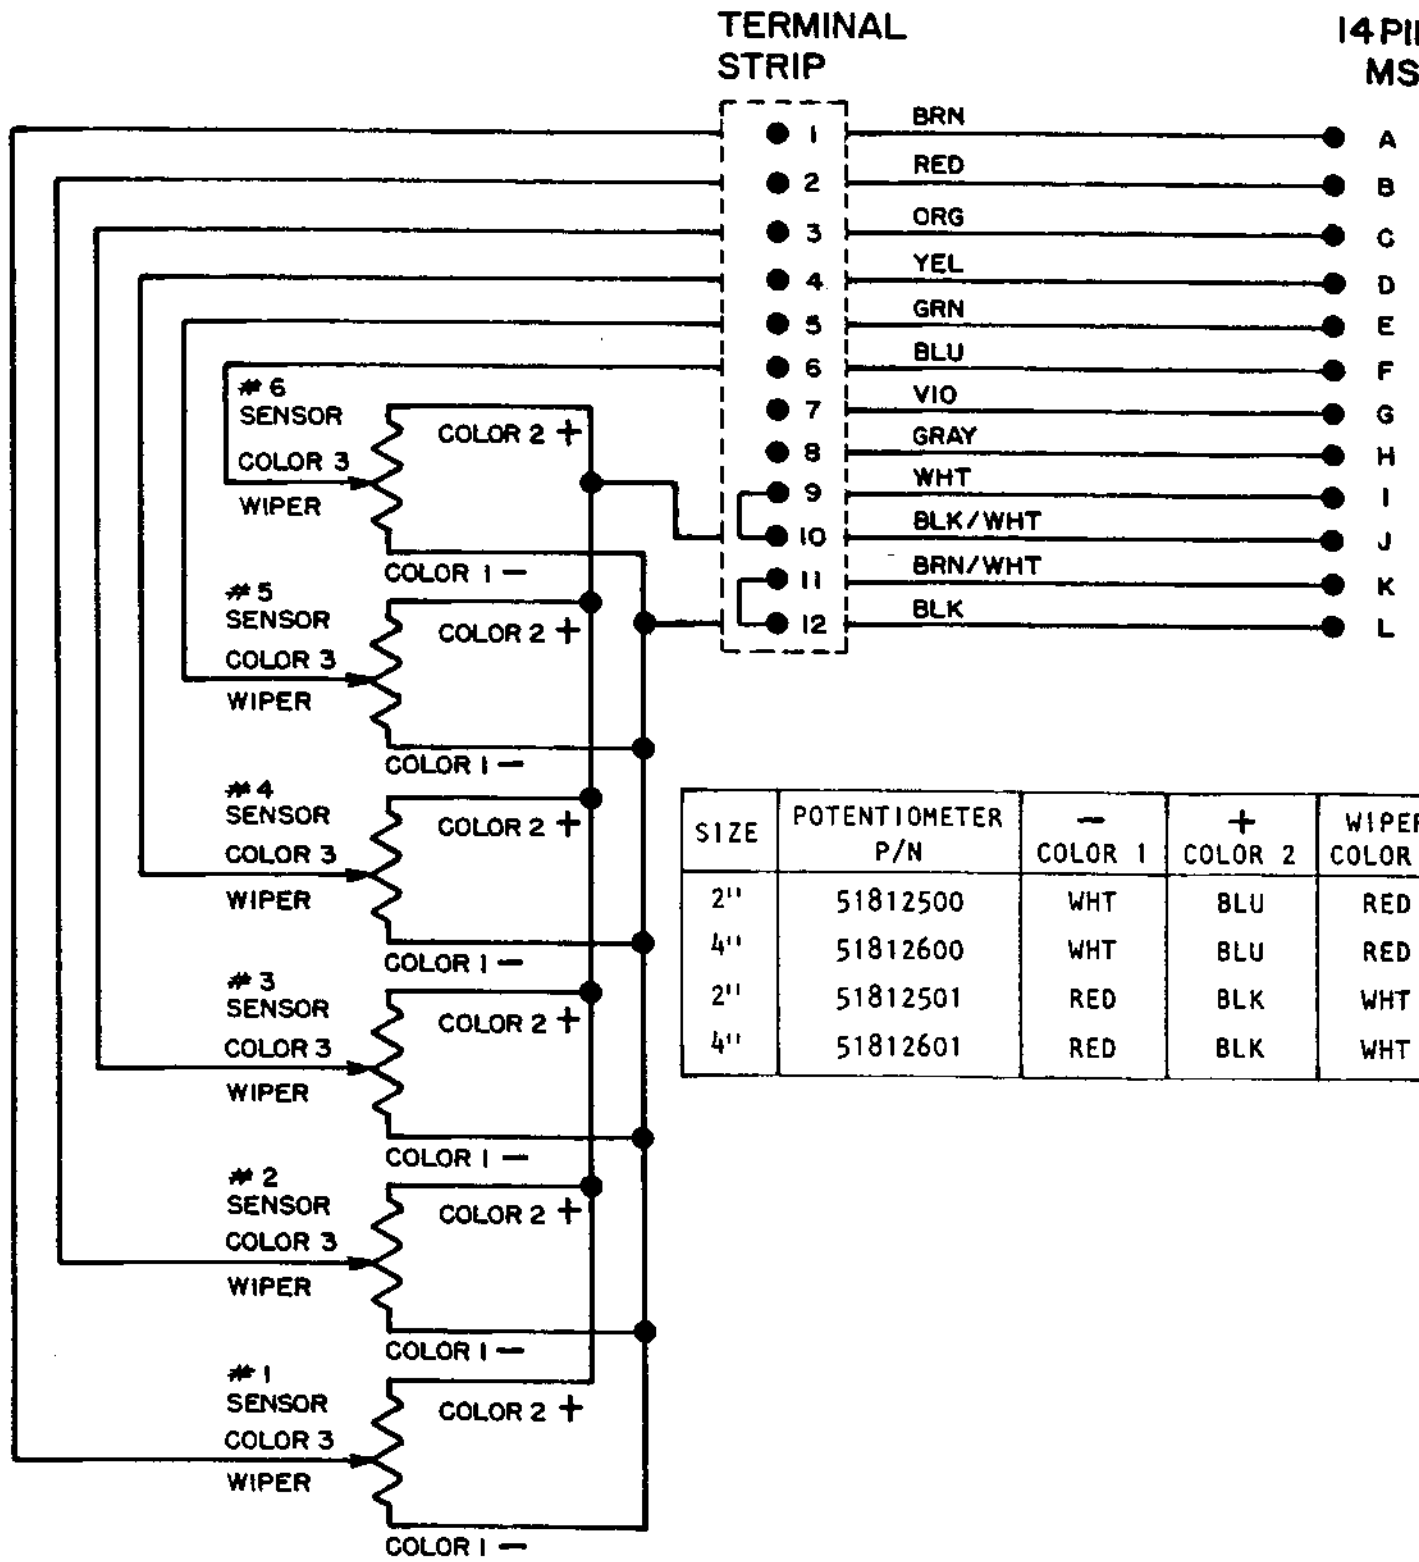 TERMINAL
STRIP
14 PI
MS
1 BRN A
2 RED B
3 ORG C
4 YEL D
5 GRN E
6 BLU F
7 VIO G
8 GRAY H
9 WHT I
10 BLK/WHT J
11 BRN/WHT K
12 BLK L
# 6
SENSOR
COLOR 2 +
COLOR 3
WIPER
COLOR 1 —
# 5
SENSOR
COLOR 2 +
COLOR 3
WIPER
COLOR 1 —
# 4
SENSOR
COLOR 2 +
COLOR 3
WIPER
COLOR 1 —
# 3
SENSOR
COLOR 2 +
COLOR 3
WIPER
COLOR 1 —
# 2
SENSOR
COLOR 2 +
COLOR 3
WIPER
COLOR 1 —
# 1
SENSOR
COLOR 2 +
COLOR 3
WIPER
COLOR 1 —
SIZE POTENTIOMETER P/N — COLOR 1 + COLOR 2 WIPER COLOR
2" 51812500 WHT BLU RED
4" 51812600 WHT BLU RED
2" 51812501 RED BLK WHT
4" 51812601 RED BLK WHT